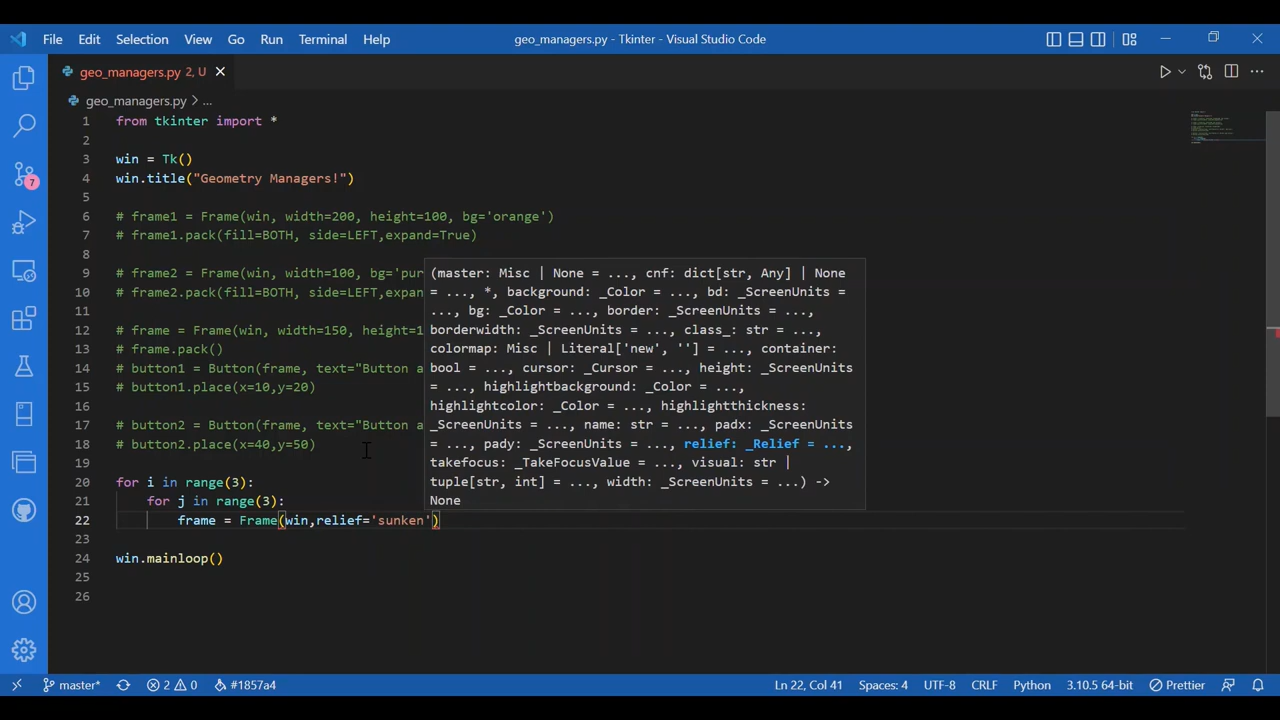 File Edit Selection View Go Run Terminal Help geo_managers.py - Tkinter - Visual Studio Code
geo_managers.py 2, U
geo_managers.py > ...
1 from tkinter import *
2
3 win = Tk()
4 win.title("Geometry Managers!")
5
6 # frame1 = Frame(win, width=200, height=100, bg='orange')
7 # frame1.pack(fill=BOTH, side=LEFT,expand=True)
8
9 # frame2 = Frame(win, width=100, bg='pur
10 # frame2.pack(fill=BOTH, side=LEFT,expan
11
12 # frame = Frame(win, width=150, height=1
13 # frame.pack()
14 # button1 = Button(frame, text="Button a
15 # button1.place(x=10,y=20)
16
17 # button2 = Button(frame, text="Button a
18 # button2.place(x=40,y=50)
19
20 for i in range(3):
21 for j in range(3):
22 frame = Frame(win,relief='sunken')
23
24 win.mainloop()
25
26
(master: Misc | None = ..., cnf: dict[str, Any] | None
= ..., *, background: _Color = ..., bd: _ScreenUnits =
..., bg: _Color = ..., border: _ScreenUnits = ...,
borderwidth: _ScreenUnits = ..., class_: str = ...,
colormap: Misc | Literal['new', ''] = ..., container:
bool = ..., cursor: _Cursor = ..., height: _ScreenUnits
= ..., highlightbackground: _Color = ...,
highlightcolor: _Color = ..., highlightthickness:
_ScreenUnits = ..., name: str = ..., padx: _ScreenUnits
= ..., pady: _ScreenUnits = ..., relief: _Relief = ...,
takefocus: _TakeFocusValue = ..., visual: str |
tuple[str, int] = ..., width: _ScreenUnits = ...) ->
None
7
master* 2 0 #1857a4 Ln 22, Col 41 Spaces: 4 UTF-8 CRLF Python 3.10.5 64-bit Prettier